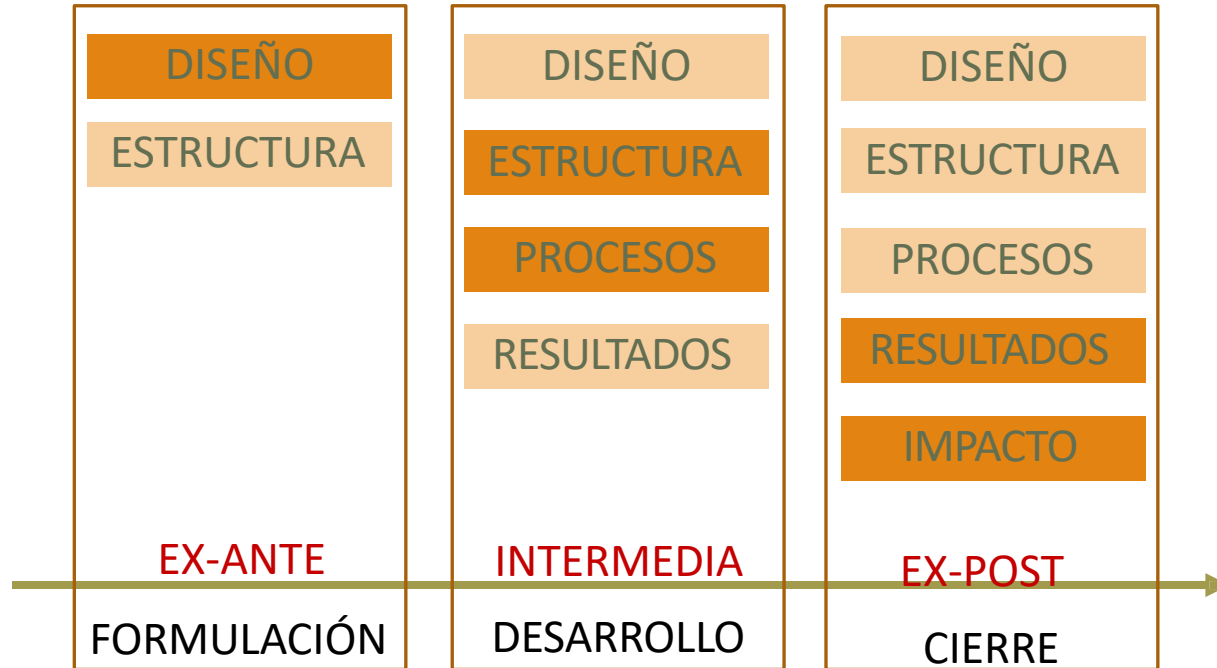 DISEÑO
ESTRUCTURA
EX-ANTE
FORMULACIÓN
DISEÑO
ESTRUCTURA
PROCESOS
RESULTADOS
INTERMEDIA
DESARROLLO
DISEÑO
ESTRUCTURA
PROCESOS
RESULTADOS
IMPACTO
EX-POST
CIERRE